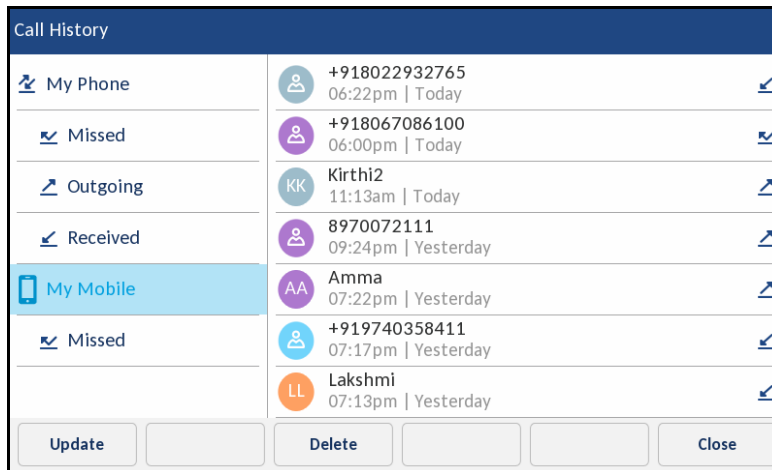 Call History
My Phone
Missed
Outgoing
Received
My Mobile
Missed
+918022932765
06:22pm | Today
+918067086100
06:00pm | Today
KK
Kirthi2
11:13am | Today
8970072111
09:24pm | Yesterday
AA
Amma
07:22pm | Yesterday
+919740358411
07:17pm | Yesterday
LL
Lakshmi
07:13pm | Yesterday
Update
Delete
Close